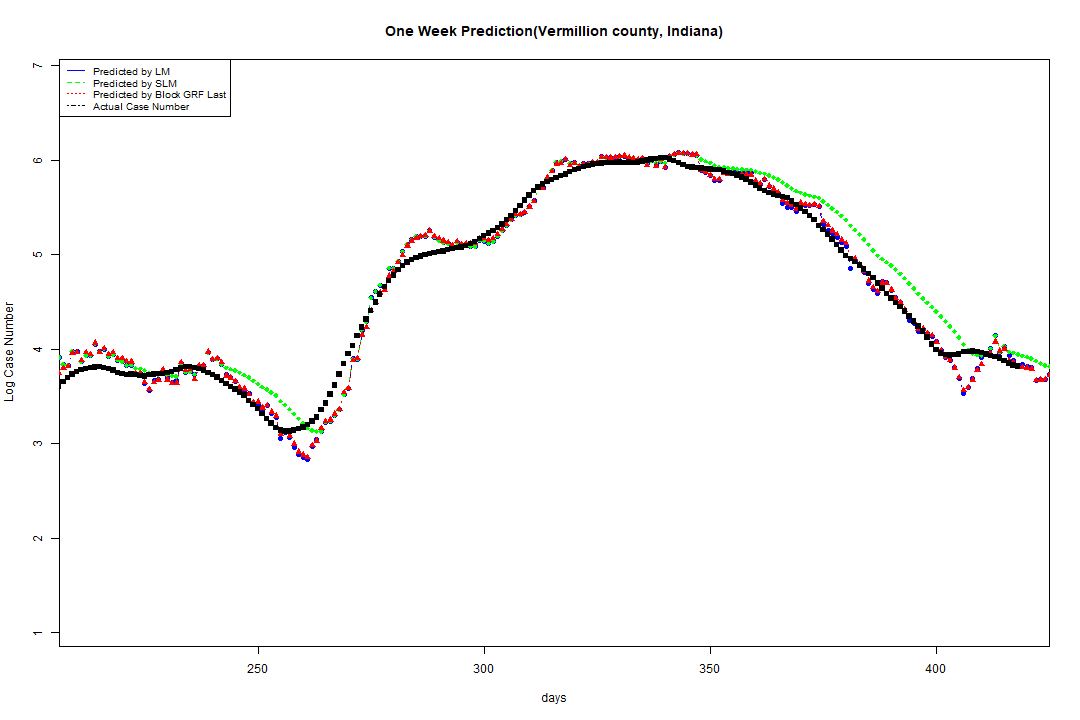 One Week Prediction(Vermillion county, Indiana)
Predicted by LM
Predicted by SLM
Predicted by Block GRF Last
Actual Case Number
7
6
5
4
3
2
1
Log Case Number
250 300 350 400
days